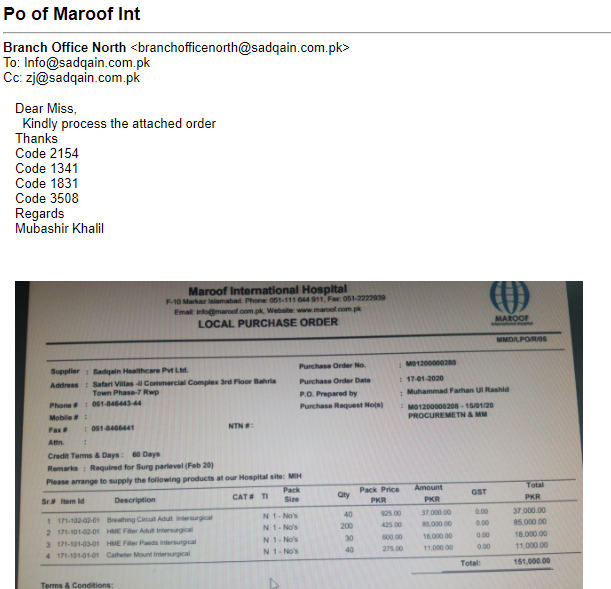 Po of Maroof Int
Branch Office North <branchofficenorth@sadqain.com.pk>
To: Info@sadqain.com.pk
Cc: zj@sadqain.com.pk
Dear Miss,
Kindly process the attached order
Thanks
Code 2154
Code 1341
Code 1831
Code 3508
Regards
Mubashir Khalil
Maroof International Hospital
F-10 Markaz Islamabad. Phone: 051-111 644 911, Fax: 051-2222939
Email: info@maroof.com.pk, Website: www.maroof.com.pk
LOCAL PURCHASE ORDER
MAROOF
MMD/LPO/R/05
Supplier : Sadqain Healthcare Pvt Ltd.
Address : Safari Villas -II Commercial Complex 3rd Floor Bahria
Town Phase-7 Rwp
Phone # : 051-846443-44
Mobile # :
Fax # : 051-8466441
NTN #:
Attn. :
Purchase Order No. : M01200000280
Purchase Order Date : 17-01-2020
P.O. Prepared by : Muhammad Farhan Ul Rashid
Purchase Request No(s) : M01200000208 - 15/01/20
PROCUREMETN & MM
Credit Terms & Days : 60 Days
Remarks : Required for Surg parlevel (Feb 20)
Please arrange to supply the following products at our Hospital site: MIH
Sr.# Item Id Description CAT # TI Pack Size Qty Pack Price PKR Amount PKR GST Total PKR
1 171-102-02-01 Breathing Circuit Adult Intersurgical N 1 - No's 40 925.00 37,000.00 0.00 37,000.00
2 171-101-02-01 HME Filter Adult Intersurgical N 1 - No's 200 425.00 85,000.00 0.00 85,000.00
3 171-101-03-01 HME Filter Paeds Intersurgical N 1 - No's 30 600.00 18,000.00 0.00 18,000.00
4 171-101-01-01 Catheter Mount Intersurgical N 1 - No's 40 275.00 11,000.00 0.00 11,000.00
Total: 151,000.00
Terms & Conditions: